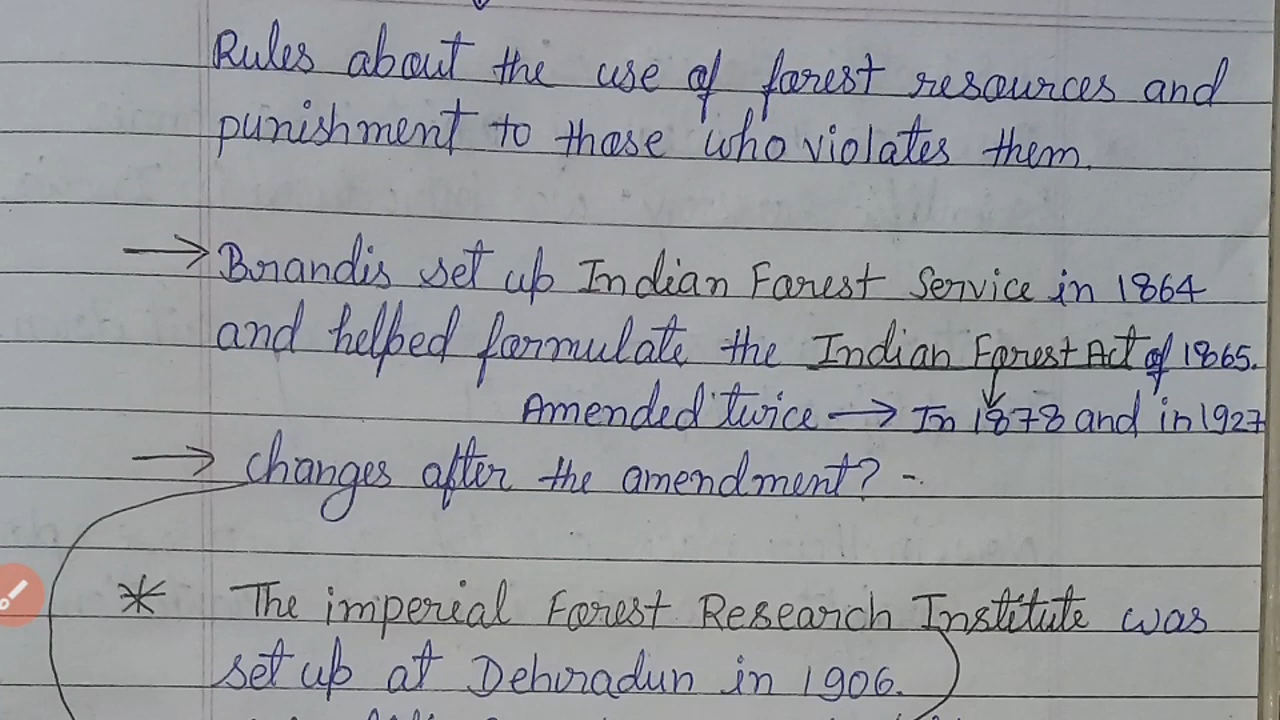 Rules about the use of forest resources and
punishment to those who violates them.
→ Brandis set up Indian Forest Service in 1864
and helped formulate the Indian Forest Act of 1865.
Amended twice → In 1878 and in 1927
→ changes after the amendment? -.
* The imperial Forest Research Institute was
set up at Dehradun in 1906.